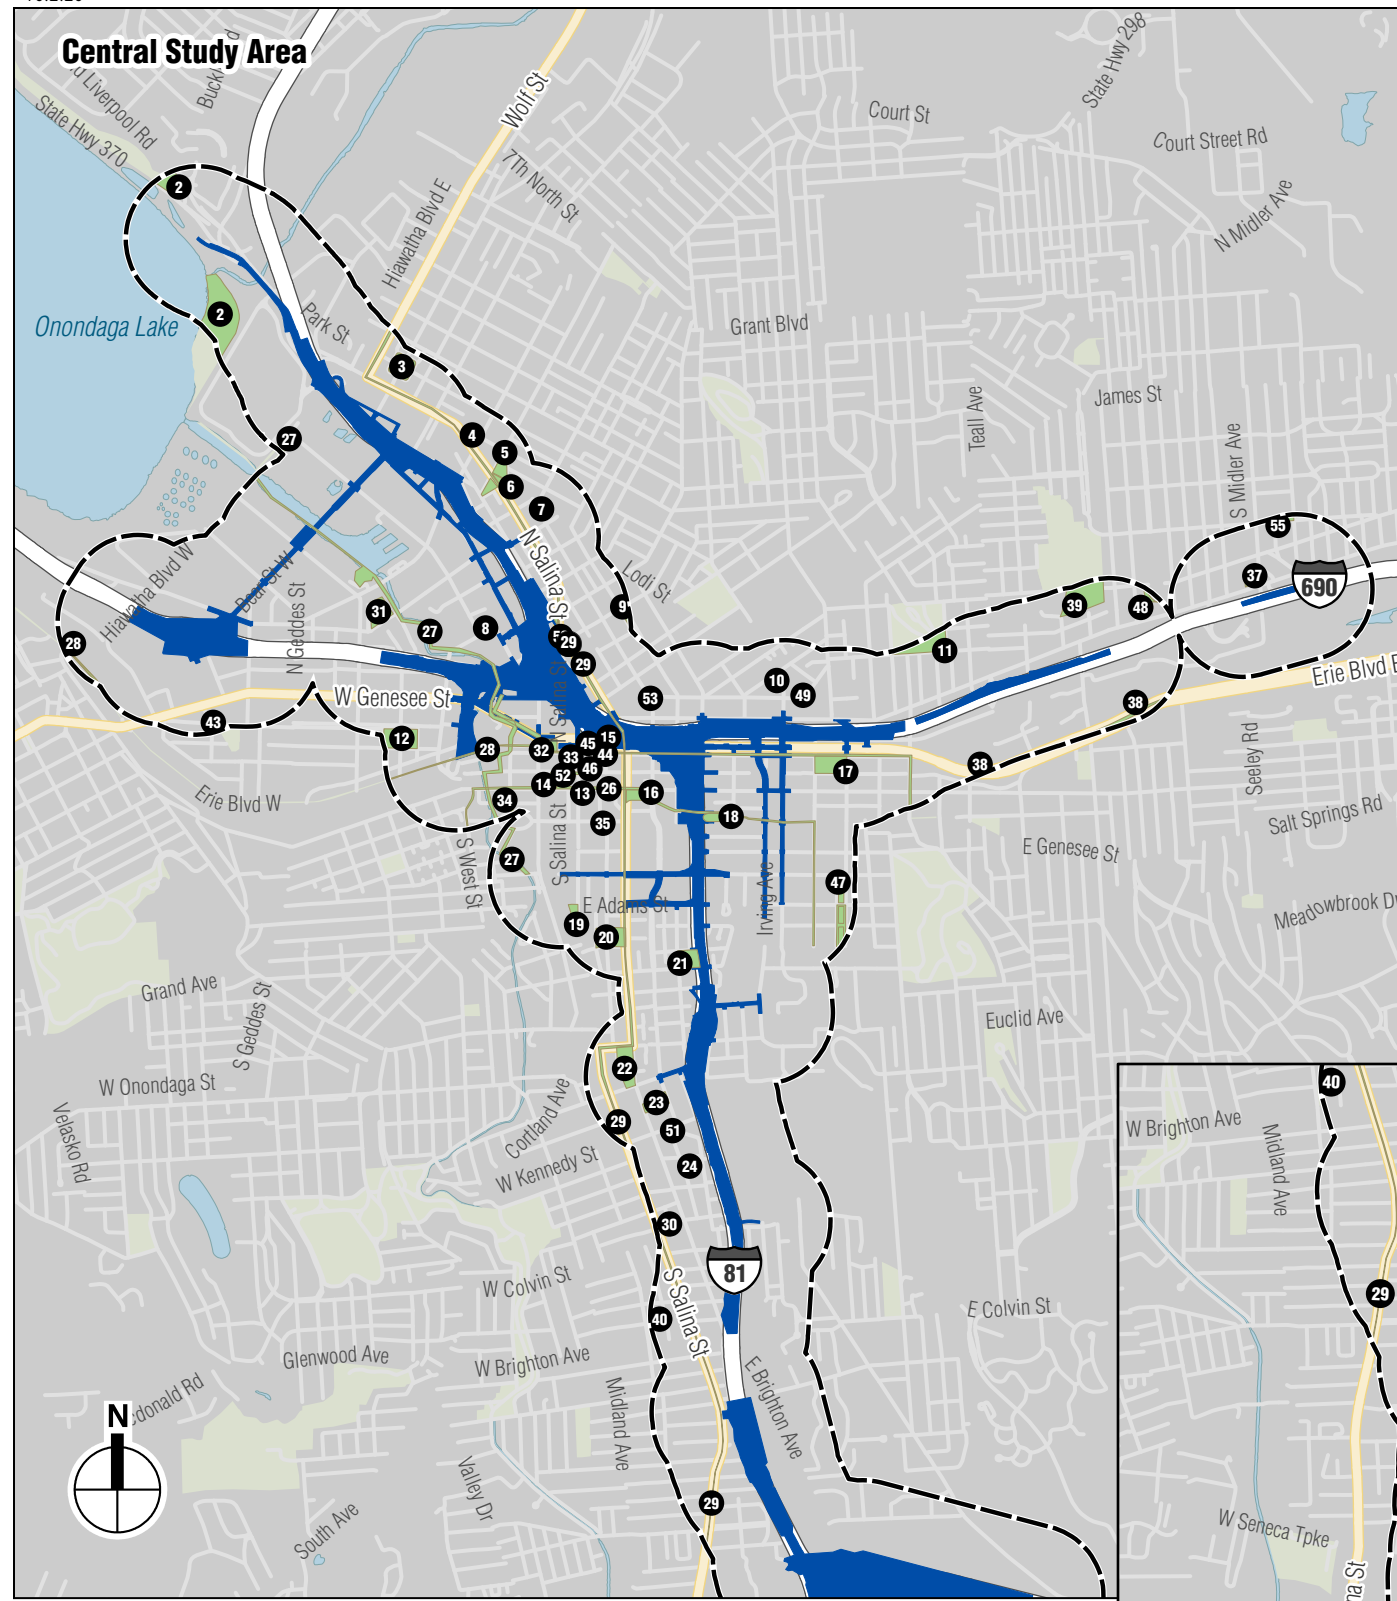 Central Study Area
Wolf St
State Hwy 298
Court St
Court Street Rd
Liverpool Rd
State Hwy 370
7Th North St
N Midler Ave
Hiawatha Blvd E
2
2
Onondaga Lake
Park St
Grant Blvd
3
James St
Teall Ave
S Midler Ave
27
4
5
6
7
55
N Salina St
Hiawatha Blvd W
Bear St W
N Geddes St
Lodi St
37
690
31
27
8
9
39
48
28
29
29
11
Erie Blvd E
W Genesee St
N Salina St
53
10
49
38
43
12
28
32
45
15
33
44
46
52
14
13
26
16
17
38
Seeley Rd
Erie Blvd W
34
35
18
Salt Springs Rd
S Salina St
E Genesee St
S West St
27
47
Irving Ave
E Adams St
Meadowbrook Dr
19
20
21
Grand Ave
S Geddes St
Euclid Ave
W Onondaga St
22
23
29
51
24
Velasko Rd
Cortland Ave
W Kennedy St
30
81
W Colvin St
S Salina St
E Colvin St
40
Glenwood Ave
W Brighton Ave
E Brighton Ave
Midland Ave
N
Valley Dr
South Ave
29
40
W Brighton Ave
Midland Ave
29
W Seneca Tpke